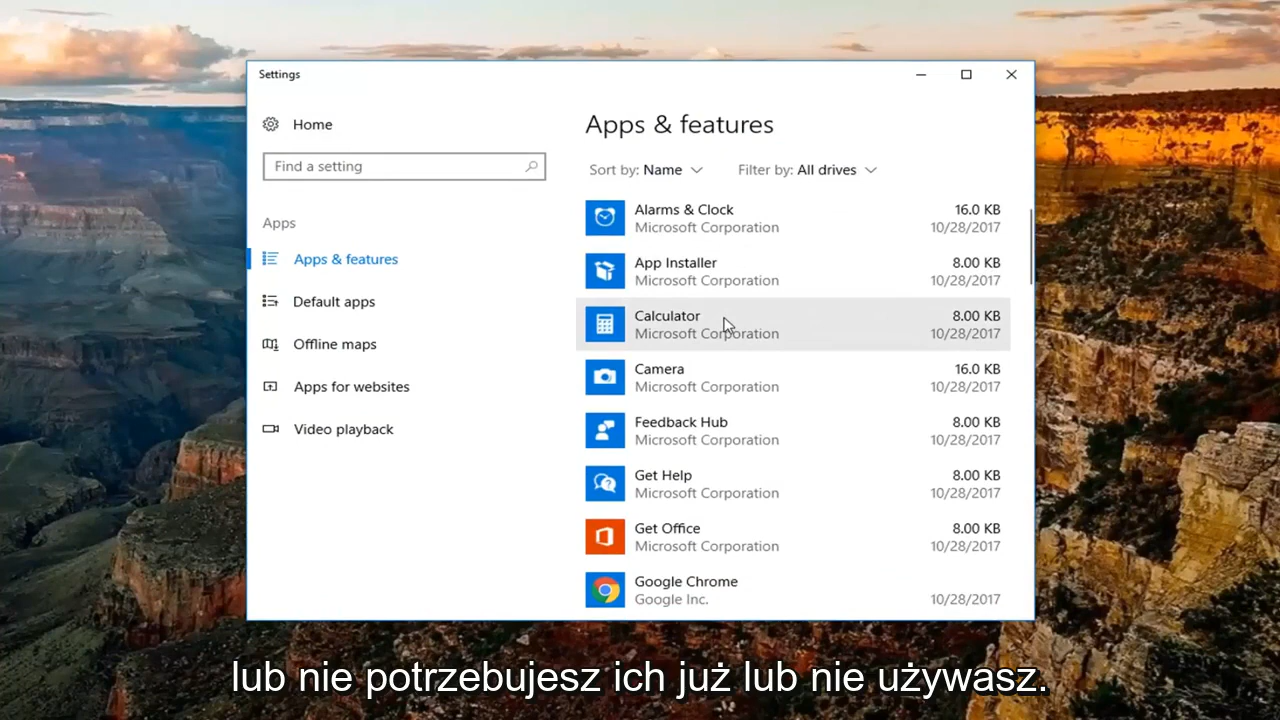 Settings
Home
Find a setting
Apps
Apps & features
Default apps
Offline maps
Apps for websites
Video playback
Apps & features
Sort by: Name Filter by: All drives
Alarms & Clock 16.0 KB
Microsoft Corporation 10/28/2017
App Installer 8.00 KB
Microsoft Corporation 10/28/2017
Calculator 8.00 KB
Microsoft Corporation 10/28/2017
Camera 16.0 KB
Microsoft Corporation 10/28/2017
Feedback Hub 8.00 KB
Microsoft Corporation 10/28/2017
Get Help 8.00 KB
Microsoft Corporation 10/28/2017
Get Office 8.00 KB
Microsoft Corporation 10/28/2017
Google Chrome
Google Inc. 10/28/2017
lub nie potrzebujesz ich już lub nie używasz.